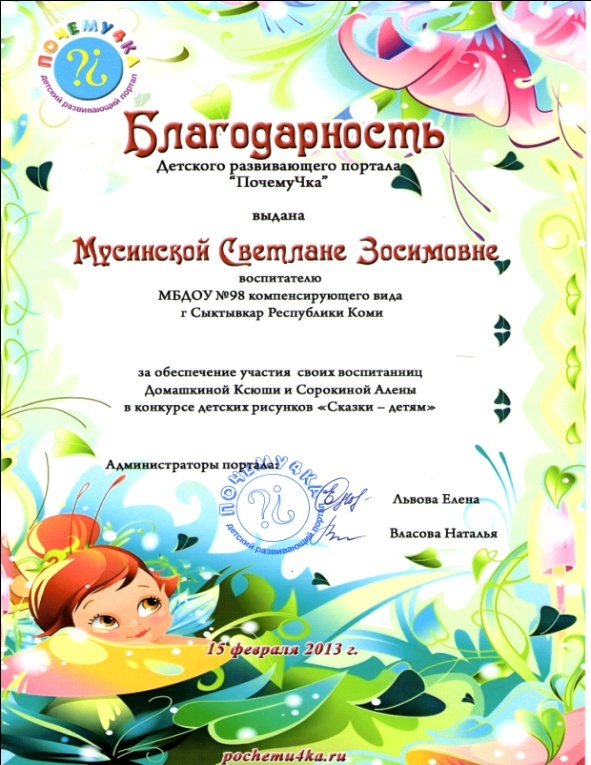 ПОЧЕМУ4КА
детский развивающий портал
Благодарность
Детского развивающего портала
"ПочемуЧка"
выдана
Мусинской Светлане Зосимовне
воспитателю
МБДОУ №98 компенсирующего вида
г Сыктывкар Республики Коми
за обеспечение участия своих воспитанниц
Домашкиной Ксюши и Сорокиной Алены
в конкурсе детских рисунков «Сказки – детям»
Администраторы портала:
ПОЧЕМУ4КА
детский развивающий портал
Львова Елена
Власова Наталья
15 февраля 2013 г.
pochemu4ka.ru